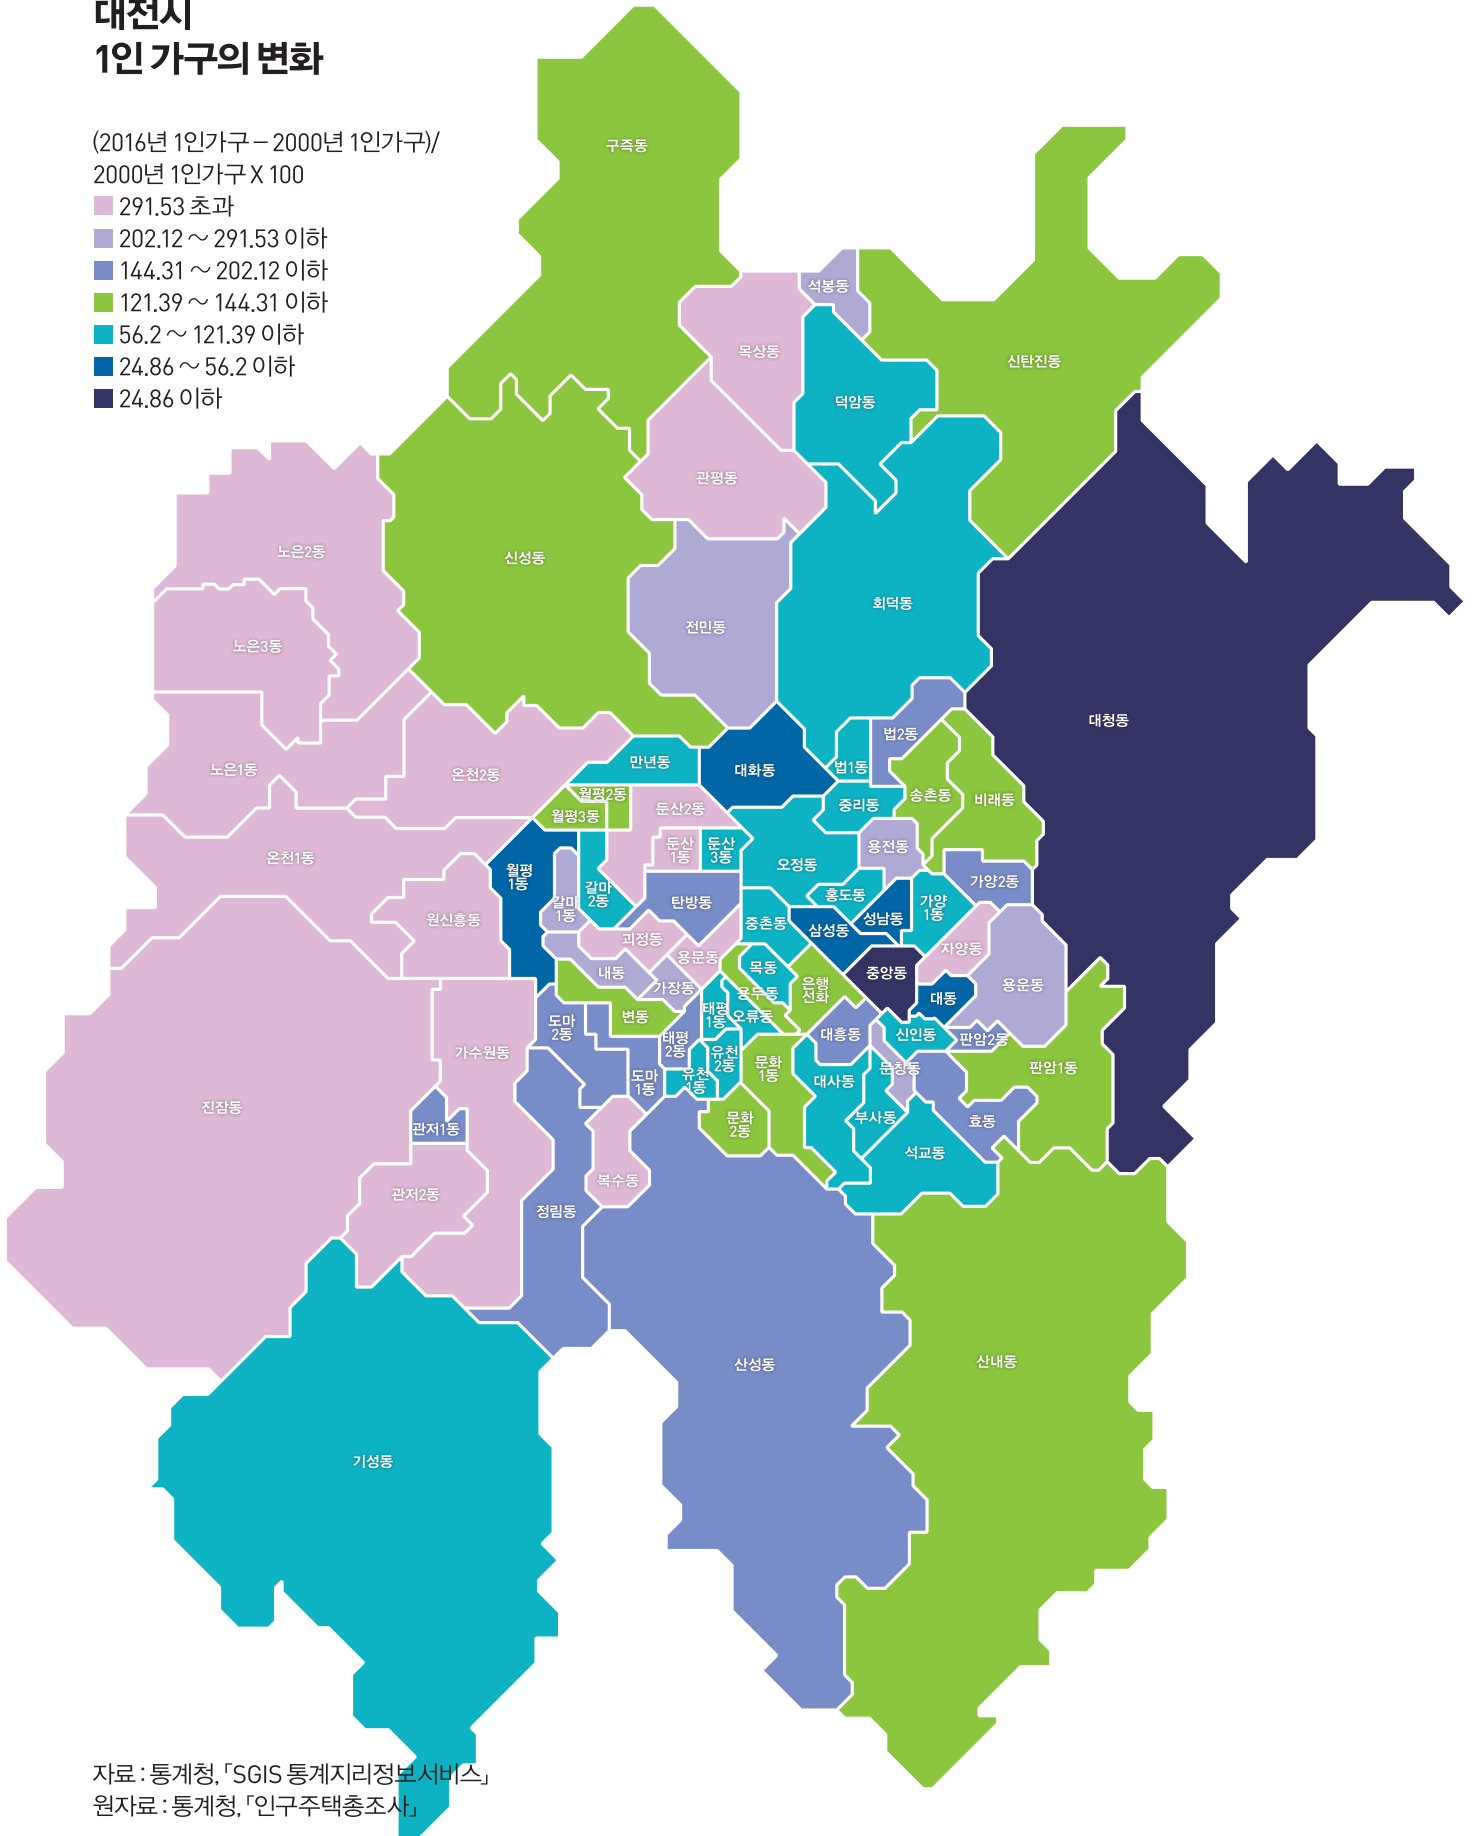 대전시
1인 가구의 변화
(2016년 1인가구 – 2000년 1인가구)/
2000년 1인가구 X 100
291.53 초과
202.12 ~ 291.53 이하
144.31 ~ 202.12 이하
121.39 ~ 144.31 이하
56.2 ~ 121.39 이하
24.86 ~ 56.2 이하
24.86 이하
구즉동
석봉동
목상동
신탄진동
덕암동
관평동
노은2동
신성동
회덕동
전민동
노은3동
대청동
법2동
만년동
법1동
노은1동
온천2동
대화동
월평2동
송촌동
비래동
중리동
둔산2동
월평3동
둔산
1동
둔산
3동
용전동
온천1동
오정동
월평
1동
가양2동
갈마
2동
홍도동
탄방동
갈마
1동
가양
1동
원신흥동
성남동
중촌동
삼성동
괴정동
자양동
용문동
목동
중앙동
내동
가장동
용두동
은행
선화
용운동
대동
태평
1동
오류동
변동
도마
2동
대흥동
신인동
판암2동
태평
2동
가수원동
유천
2동
문화
1동
문창동
판암1동
도마
1동
유천
1동
대사동
진잠동
부사동
문화
2동
효동
관저1동
석교동
복수동
관저2동
정림동
산성동
산내동
기성동
자료 : 통계청, 「SGIS 통계지리정보서비스」
원자료 : 통계청, 「인구주택총조사」